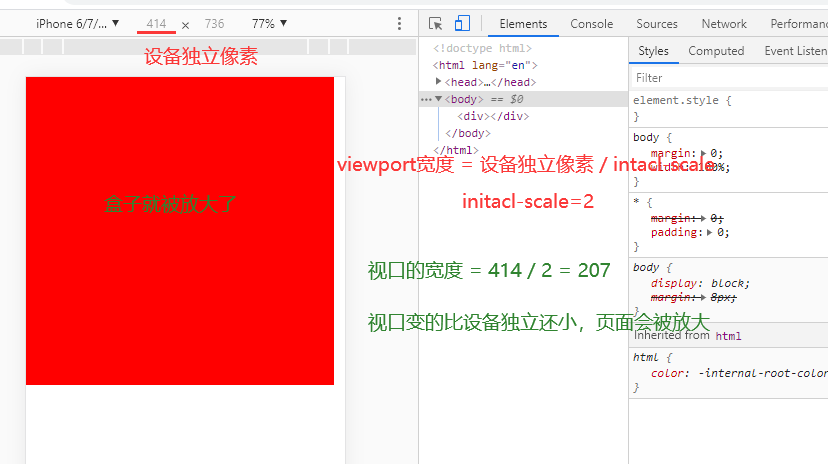 iPhone 6/7/... ▼ 414 × 736 77% ▼
Elements Console Sources Network Performanc
设备独立像素
盒子就被放大了
<!doctype html>
<html lang="en">
<head>…</head>
<body> == $0
<div></div>
</body>
</html>
viewport宽度 = 设备独立像素 / intacl-scale
initacl-scale=2
视口的宽度 = 414 / 2 = 207
视口变的比设备独立还小，页面会被放大
Styles Computed Event Listen
Filter
element.style {
}
body {
margin: 0;
width: 100%;
}
* {
margin: 0;
padding: 0;
}
body {
display: block;
margin: 8px;
}
Inherited from html
html {
color: -internal-root-color
}